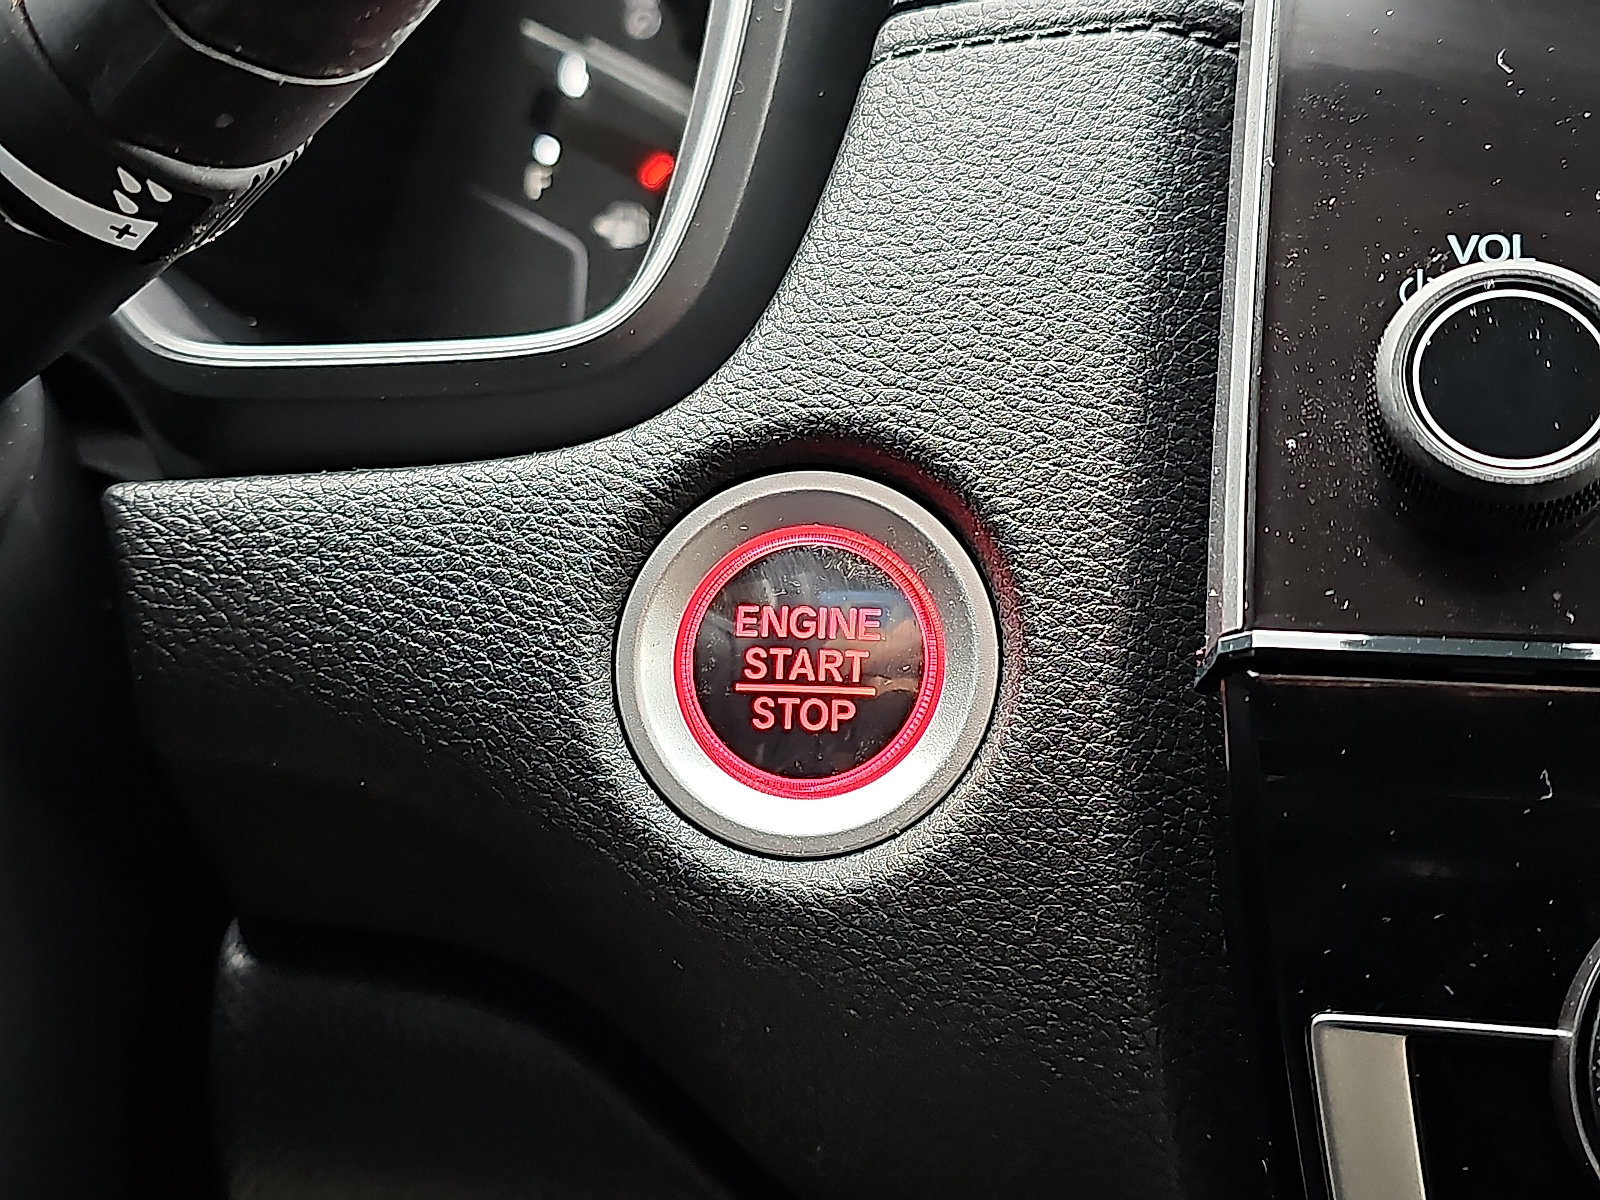 F
VOL
ENGINE
START
STOP